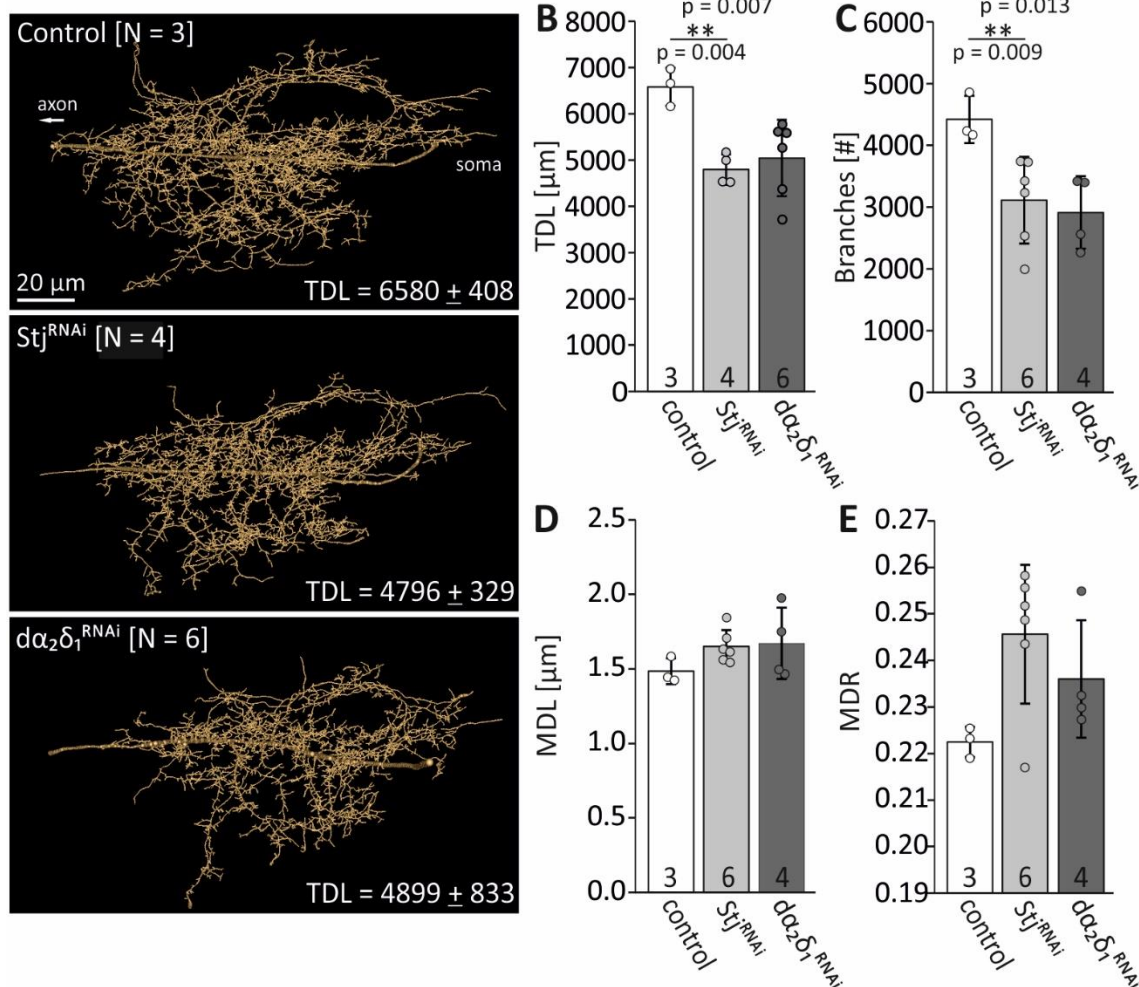 Control [N = 3]
axon
soma
20 µm
TDL = 6580 ± 408
Stj^RNAi [N = 4]
TDL = 4796 ± 329
dα₂δ₁^RNAi [N = 6]
TDL = 4899 ± 833
B
p = 0.007
**
p = 0.004
TDL [µm]
8000
7000
6000
5000
4000
3000
2000
1000
0
3
4
6
control
Stj^RNAi
dα₂δ₁^RNAi
C
p = 0.013
**
p = 0.009
Branches [#]
6000
5000
4000
3000
2000
1000
0
3
6
4
control
Stj^RNAi
dα₂δ₁^RNAi
D
MDL [µm]
2.5
2.0
1.5
1.0
0.5
0.0
3
6
4
control
Stj^RNAi
dα₂δ₁^RNAi
E
MDR
0.27
0.26
0.25
0.24
0.23
0.22
0.20
0.19
3
6
4
control
Stj^RNAi
dα₂δ₁^RNAi